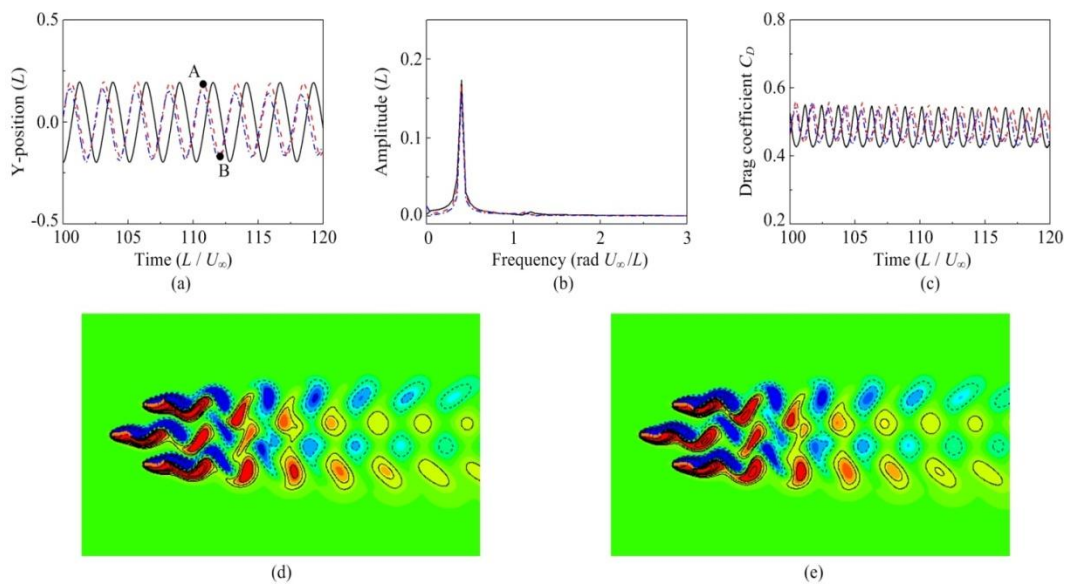 0.5
0.0
-0.5
Y-position (L)
A
B
100 105 110 115 120
Time (L / U∞)
(a)
0.2
0.1
0.0
Amplitude (L)
0 1 2 3
Frequency (rad U∞/L)
(b)
0.8
0.6
0.4
0.2
Drag coefficient CD
100 105 110 115 120
Time (L / U∞)
(c)
(d)
(e)